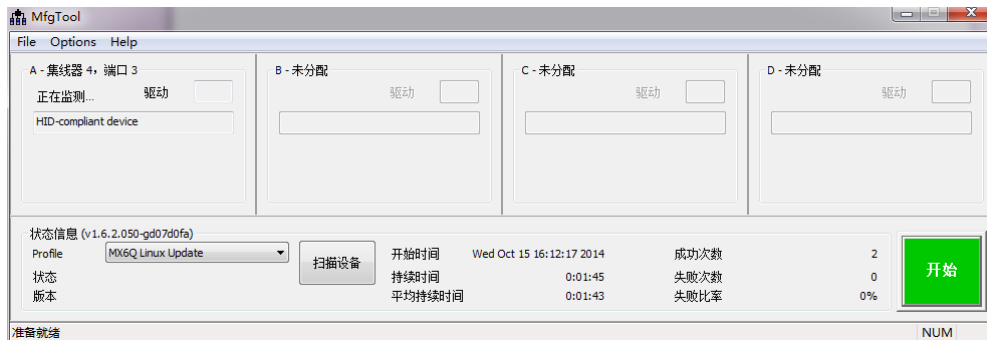 MfgTool
File Options Help
A - 集线器 4，端口 3
正在监测... 驱动
HID-compliant device
B - 未分配
驱动
C - 未分配
驱动
D - 未分配
驱动
状态信息 (v1.6.2.050-gd07d0fa)
Profile MX6Q Linux Update
状态
版本
扫描设备
开始时间 Wed Oct 15 16:12:17 2014
持续时间 0:01:45
平均持续时间 0:01:43
成功次数 2
失败次数 0
失败比率 0%
开始
准备就绪 NUM